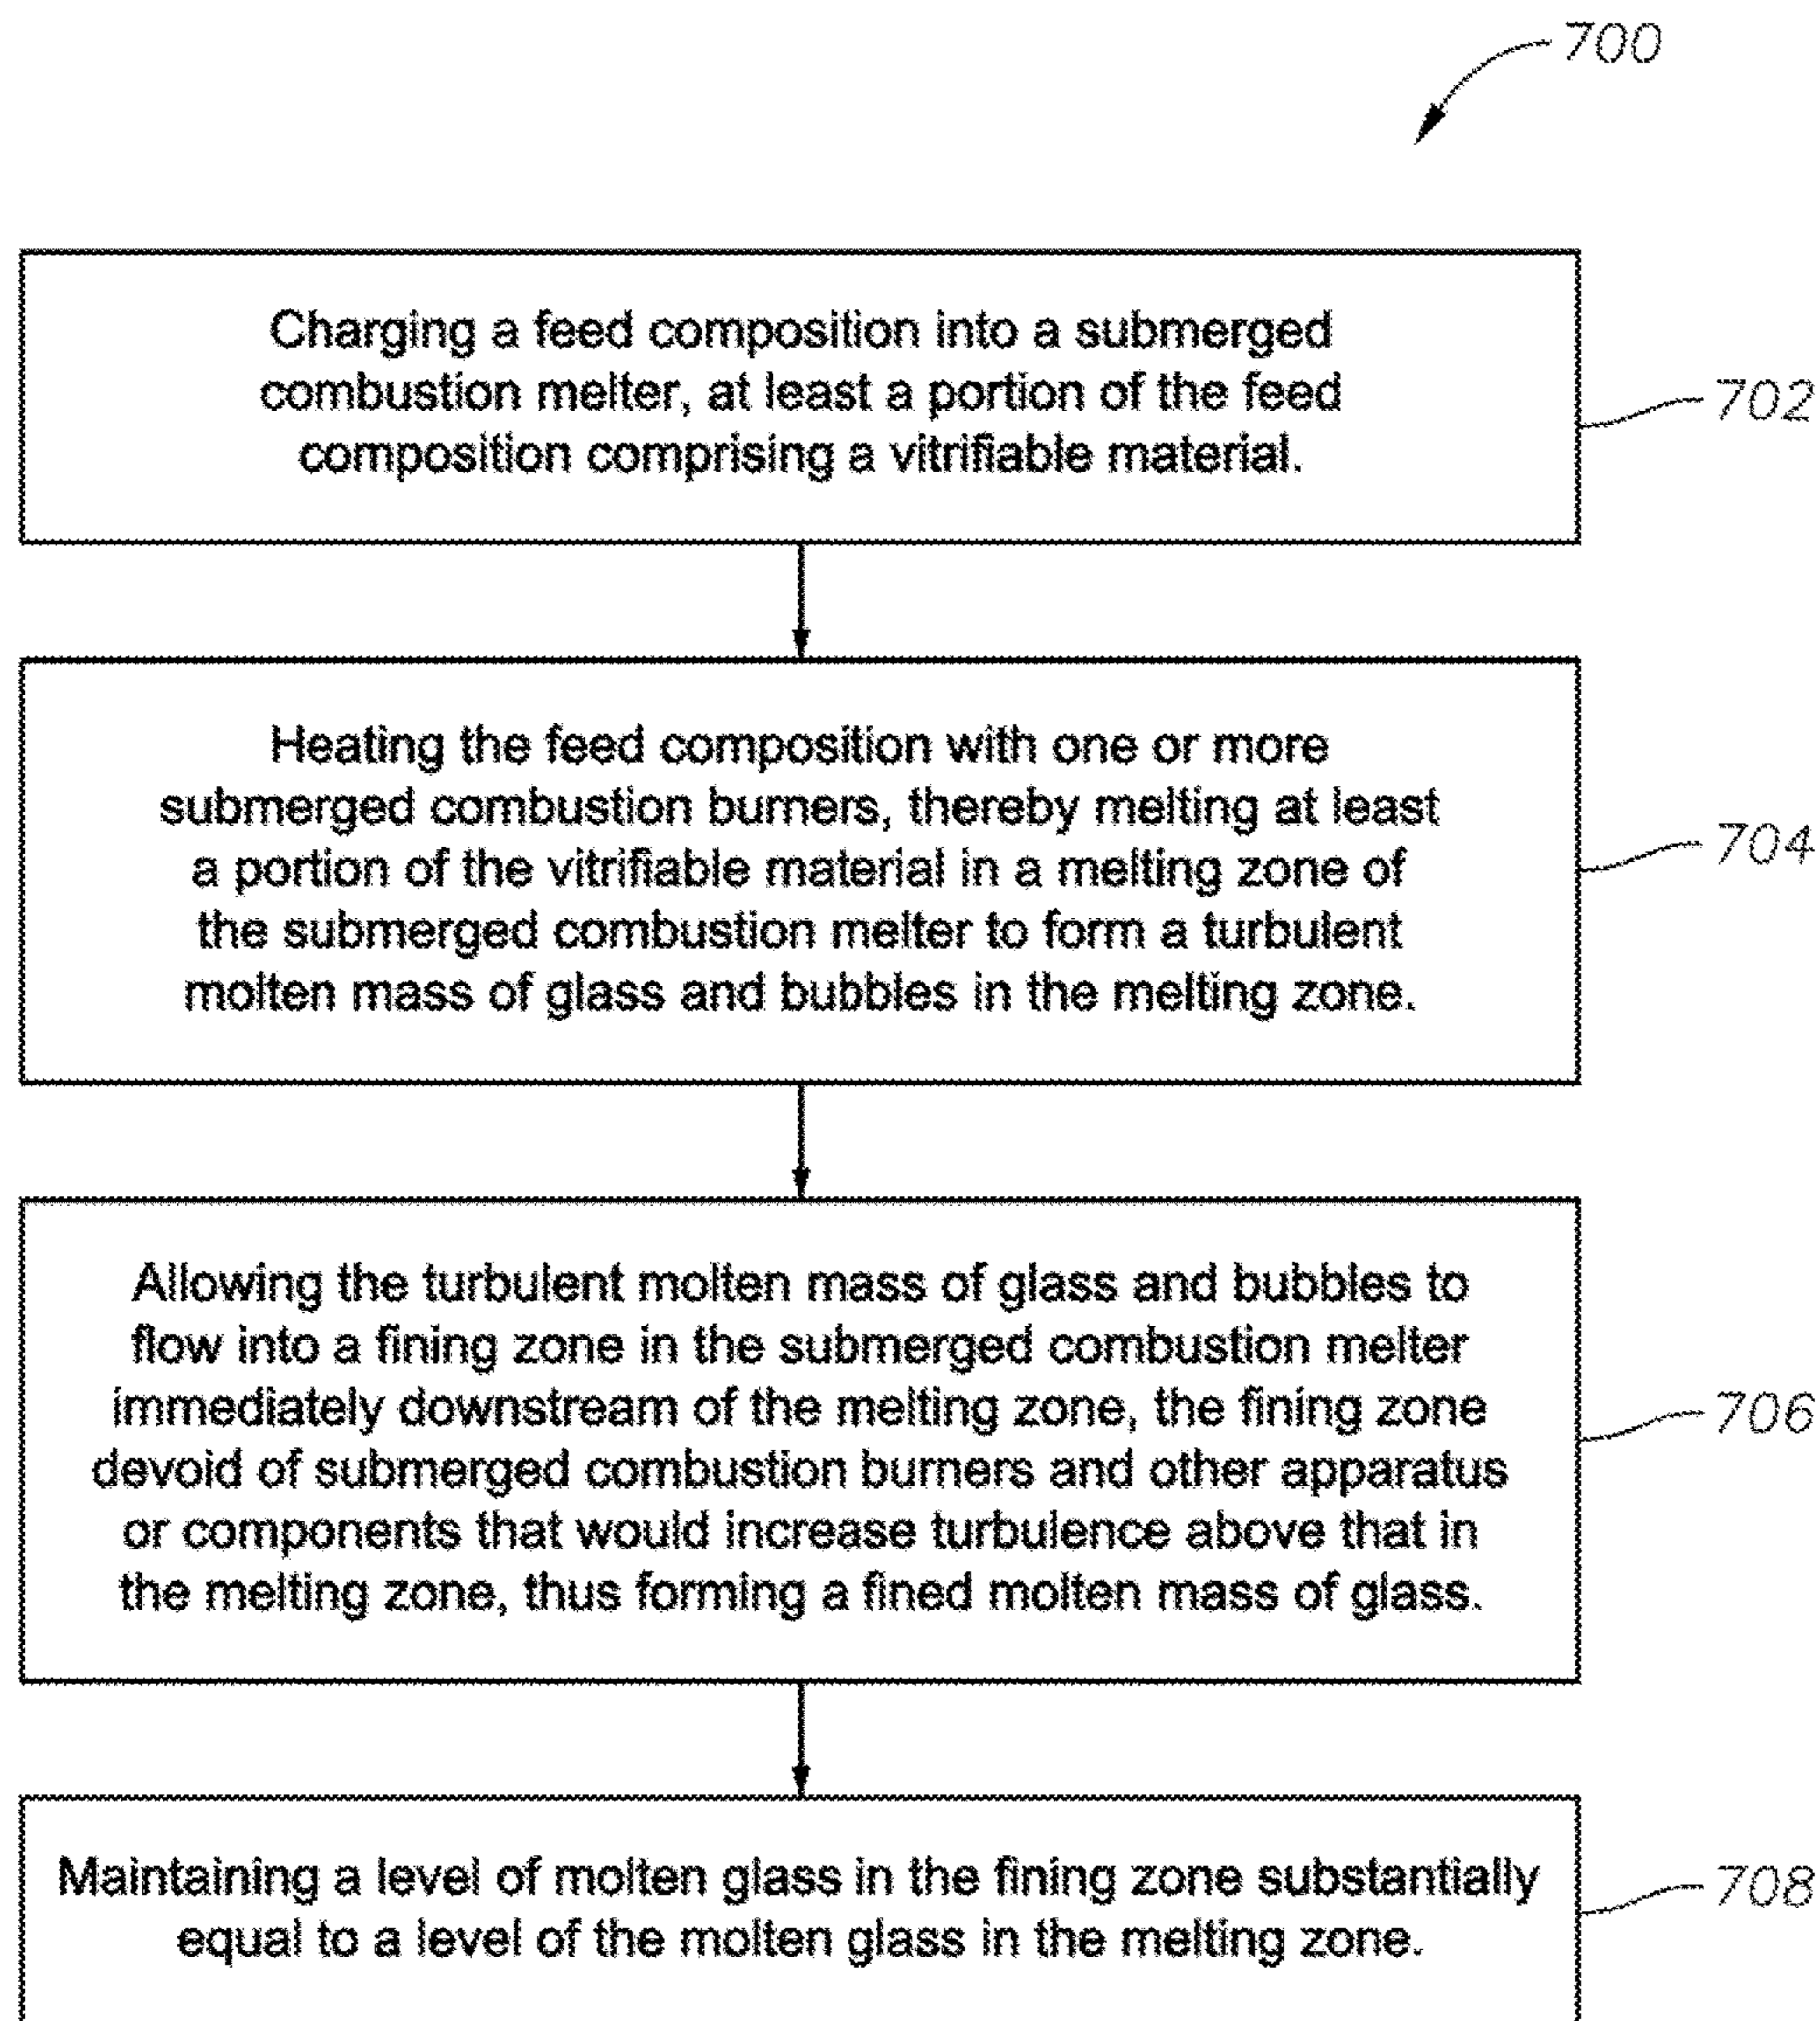 700
Charging a feed composition into a submerged
combustion melter, at least a portion of the feed
composition comprising a vitrifiable material.
702
Heating the feed composition with one or more
submerged combustion burners, thereby melting at least
a portion of the vitrifiable material in a melting zone of
the submerged combustion melter to form a turbulent
molten mass of glass and bubbles in the melting zone.
704
Allowing the turbulent molten mass of glass and bubbles to
flow into a fining zone in the submerged combustion melter
immediately downstream of the melting zone, the fining zone
devoid of submerged combustion burners and other apparatus
or components that would increase turbulence above that in
the melting zone, thus forming a fined molten mass of glass.
706
Maintaining a level of molten glass in the fining zone substantially
equal to a level of the molten glass in the melting zone.
708